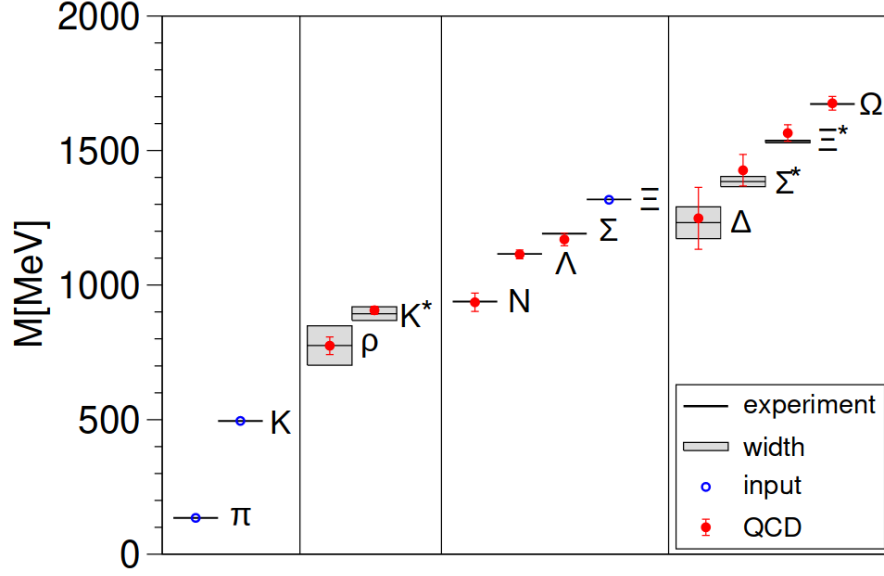 2000
1500
1000
500
0
M[MeV]
π
K
ρ
K*
N
Λ
Σ
Ξ
Δ
Σ*
Ξ*
Ω
experiment
width
input
QCD